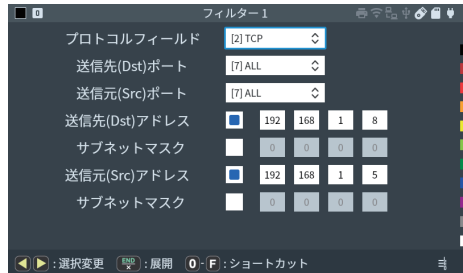 0 フィルター 1
プロトコルフィールド [2] TCP
送信先(Dst)ポート [7] ALL
送信元(Src)ポート [7] ALL
送信先(Dst)アドレス 192 168 1 8
サブネットマスク 0 0 0 0
送信元(Src)アドレス 192 168 1 5
サブネットマスク 0 0 0 0
:選択変更 END × :展開 0-F:ショートカット